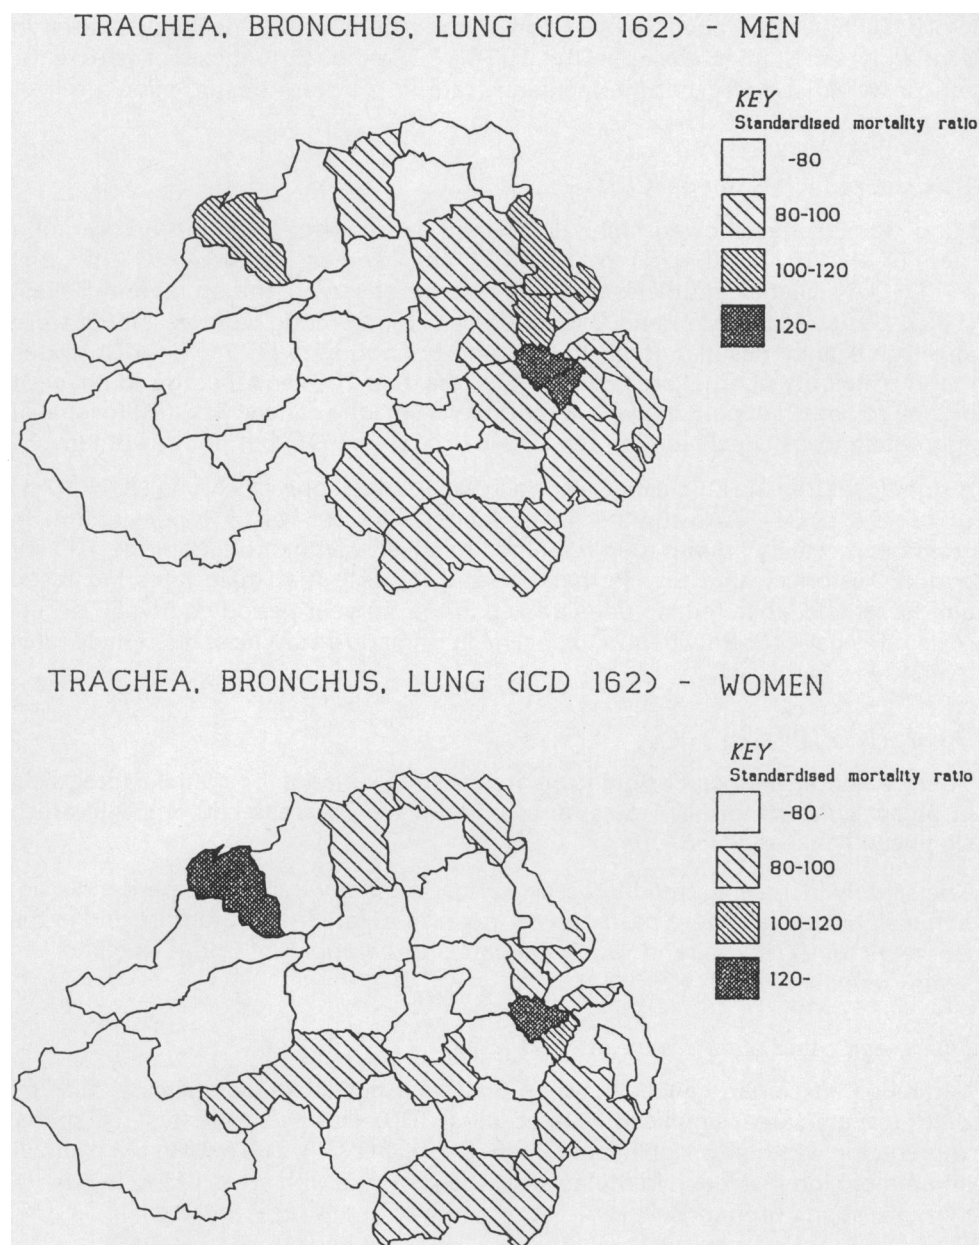 TRACHEA, BRONCHUS, LUNG (ICD 162) - MEN
KEY
Standardised mortality ratio
-80
80-100
100-120
120-
TRACHEA, BRONCHUS, LUNG (ICD 162) - WOMEN
KEY
Standardised mortality ratio
-80
80-100
100-120
120-